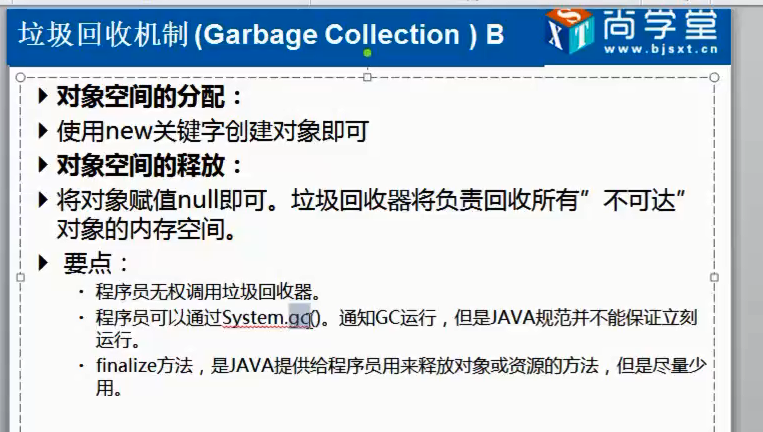 垃圾回收机制(Garbage Collection ) B
SXT 尚学堂
www.bjsxt.cn
对象空间的分配：
使用new关键字创建对象即可
对象空间的释放：
将对象赋值null即可。垃圾回收器将负责回收所有”不可达”
对象的内存空间。
要点：
程序员无权调用垃圾回收器。
程序员可以通过System.gc()。通知GC运行，但是JAVA规范并不能保证立刻
运行。
finalize方法，是JAVA提供给程序员用来释放对象或资源的方法，但是尽量少
用。